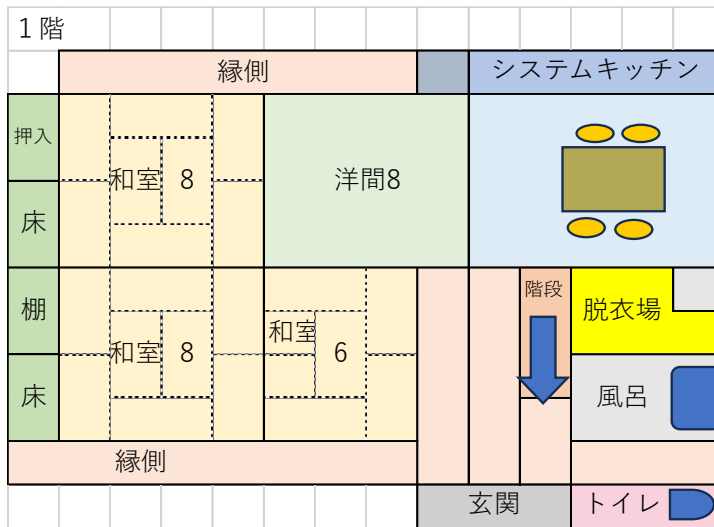 1階
縁側
システムキッチン
押入
和室 8
洋間8
床
棚
階段
脱衣場
和室 8
和室 6
床
風呂
縁側
玄関
トイレ